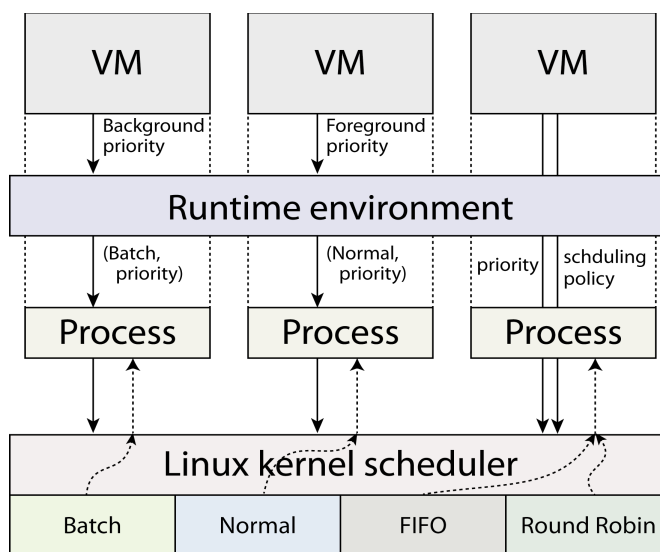 VM
VM
VM
Background
priority
Foreground
priority
Runtime environment
(Batch,
priority)
(Normal,
priority)
priority
schduling
policy
Process
Process
Process
Linux kernel scheduler
Batch
Normal
FIFO
Round Robin